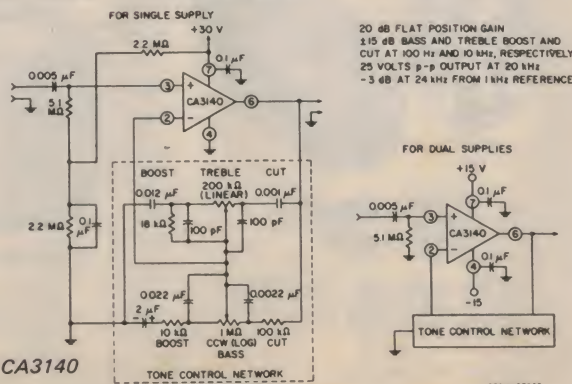 FOR SINGLE SUPPLY
+30 V
2.2 MΩ
0.1 μF
0.005 μF
5.1 MΩ
3
+
7
CA3140
6
2
−
4
2.2 MΩ
0.1 μF
BOOST
TREBLE
CUT
200 kΩ
(LINEAR)
0.012 μF
0.001 μF
18 kΩ
100 pF
100 pF
0.022 μF
0.0022 μF
2 μF
- +
10 kΩ
BOOST
1 MΩ
CCW (LOG)
BASS
100 kΩ
CUT
TONE CONTROL NETWORK
CA3140
20 dB FLAT POSITION GAIN
±15 dB BASS AND TREBLE BOOST AND
CUT AT 100 Hz AND 10 kHz, RESPECTIVELY
25 VOLTS p-p OUTPUT AT 20 kHz
-3 dB AT 24 kHz FROM 1 kHz REFERENCE
FOR DUAL SUPPLIES
+15 V
0.1 μF
0.005 μF
5.1 MΩ
3
+
7
CA3140
6
2
−
4
0.1 μF
-15
TONE CONTROL NETWORK